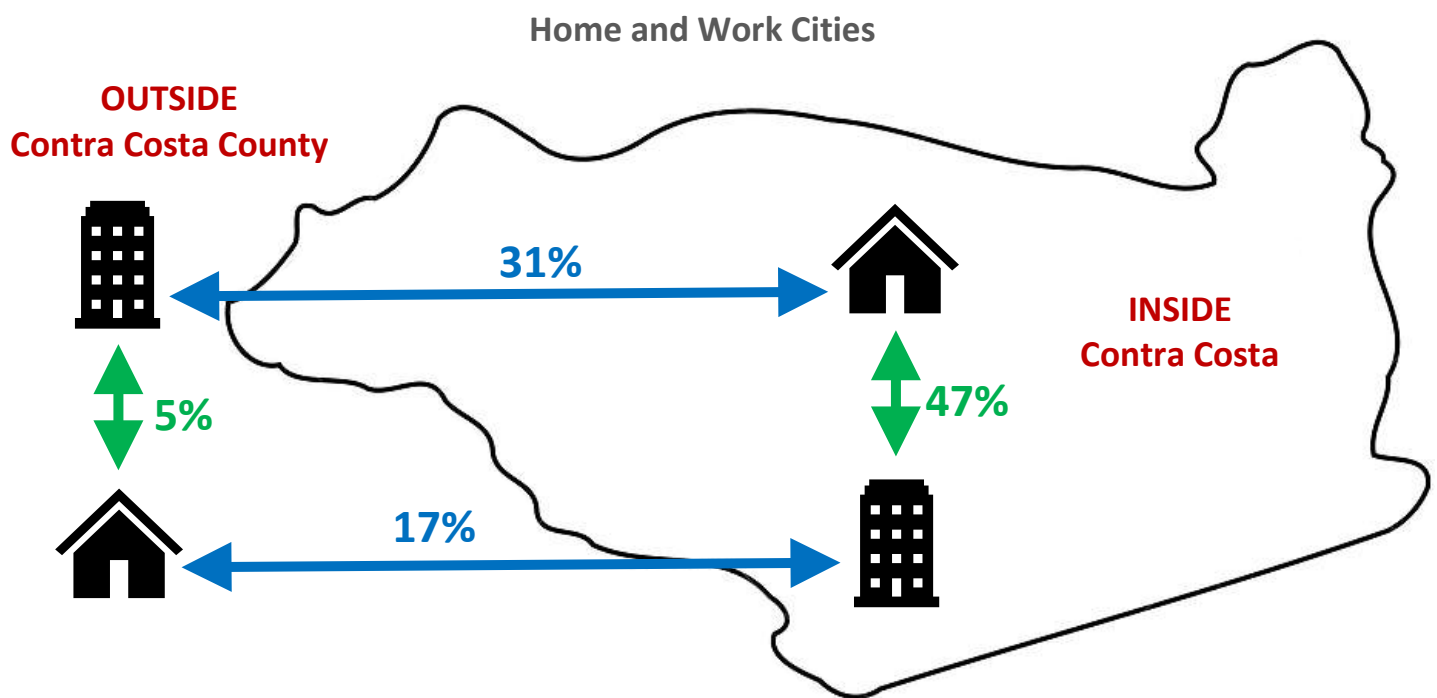 Home and Work Cities
OUTSIDE
Contra Costa County
31%
INSIDE
Contra Costa
5%
47%
17%